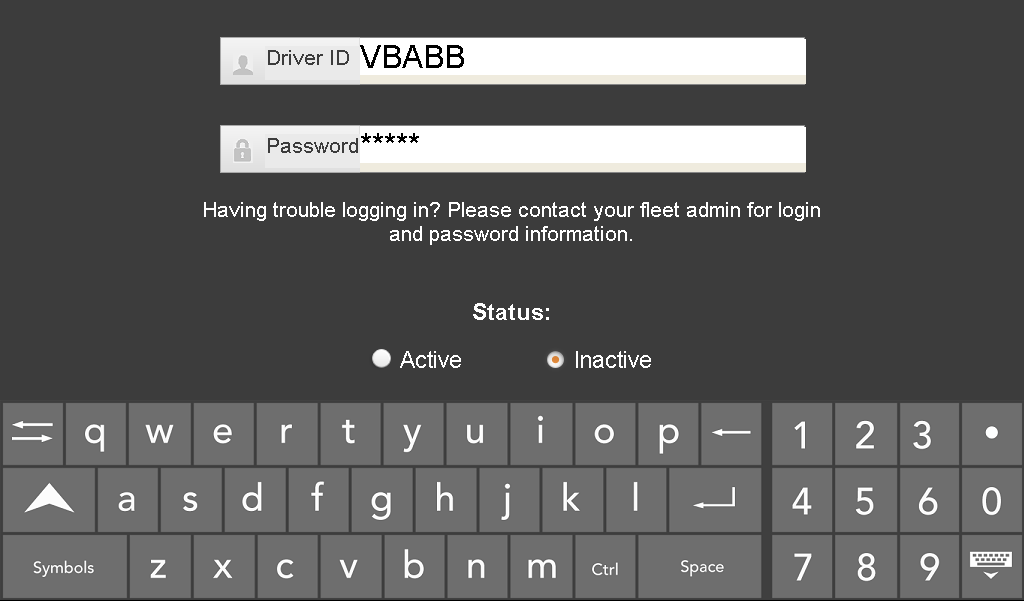 Driver ID VBABB
Password *****
Having trouble logging in? Please contact your fleet admin for login
and password information.
Status:
Active Inactive
q w e r t y u i o p 1 2 3 •
a s d f g h j k l 4 5 6 0
Symbols z x c v b n m Ctrl Space 7 8 9